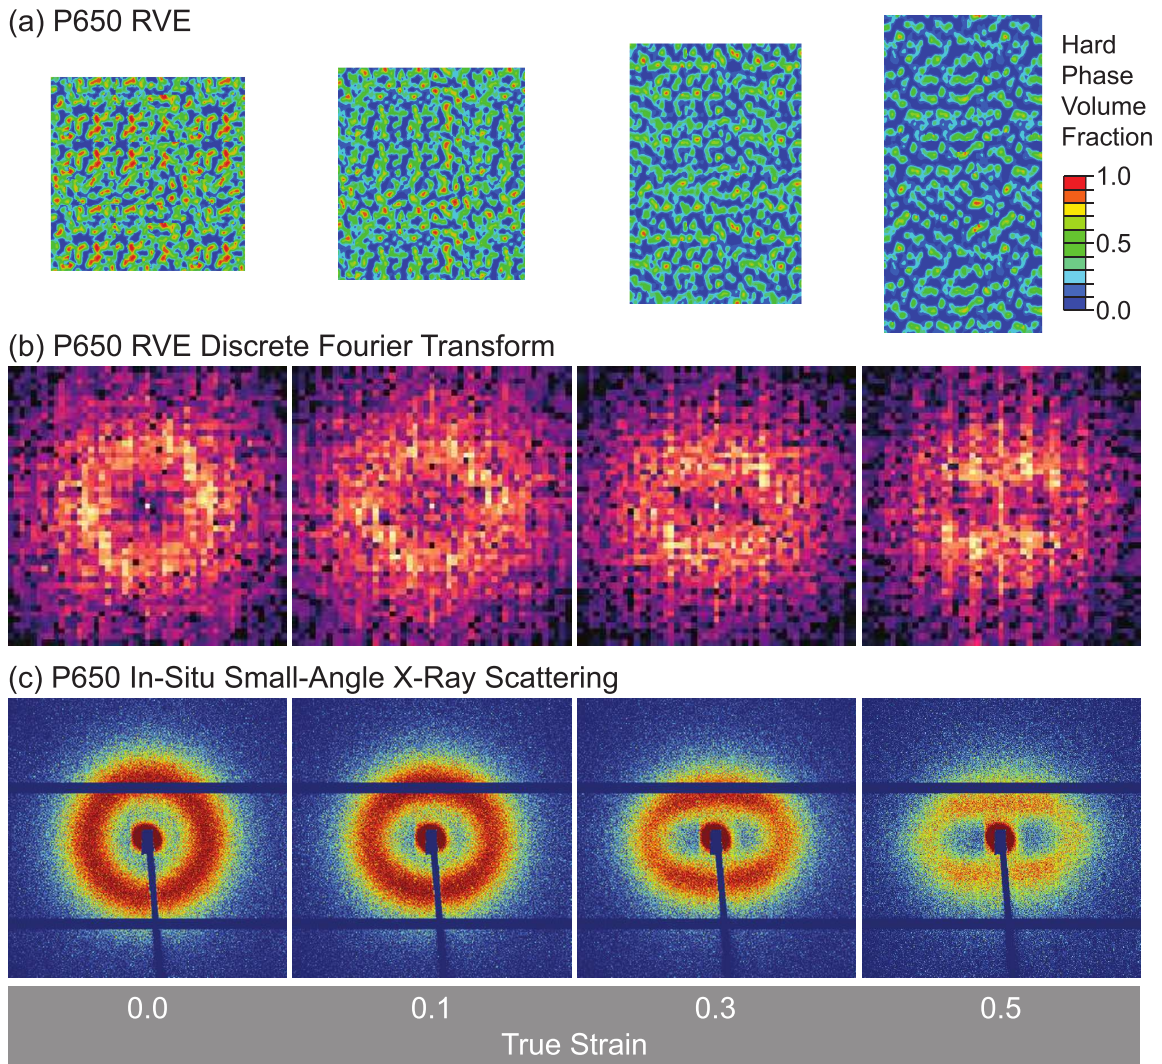 (a) P650 RVE
Hard
Phase
Volume
Fraction
1.0
0.5
0.0
(b) P650 RVE Discrete Fourier Transform
(c) P650 In-Situ Small-Angle X-Ray Scattering
0.0 0.1 0.3 0.5
True Strain